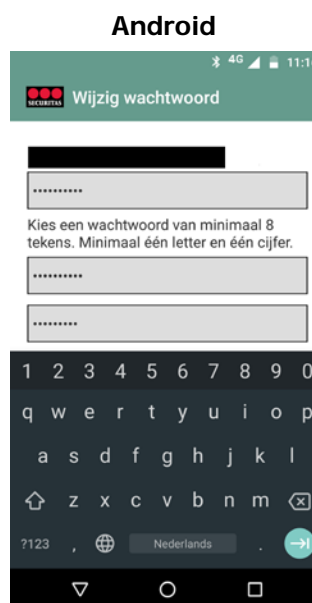 Android
4G 11:1
SECURITAS Wijzig wachtwoord
••••••••••
Kies een wachtwoord van minimaal 8
tekens. Minimaal één letter en één cijfer.
••••••••••
•••••••••
1 2 3 4 5 6 7 8 9 0
q w e r t y u i o p
a s d f g h j k l
z x c v b n m
?123 , Nederlands .